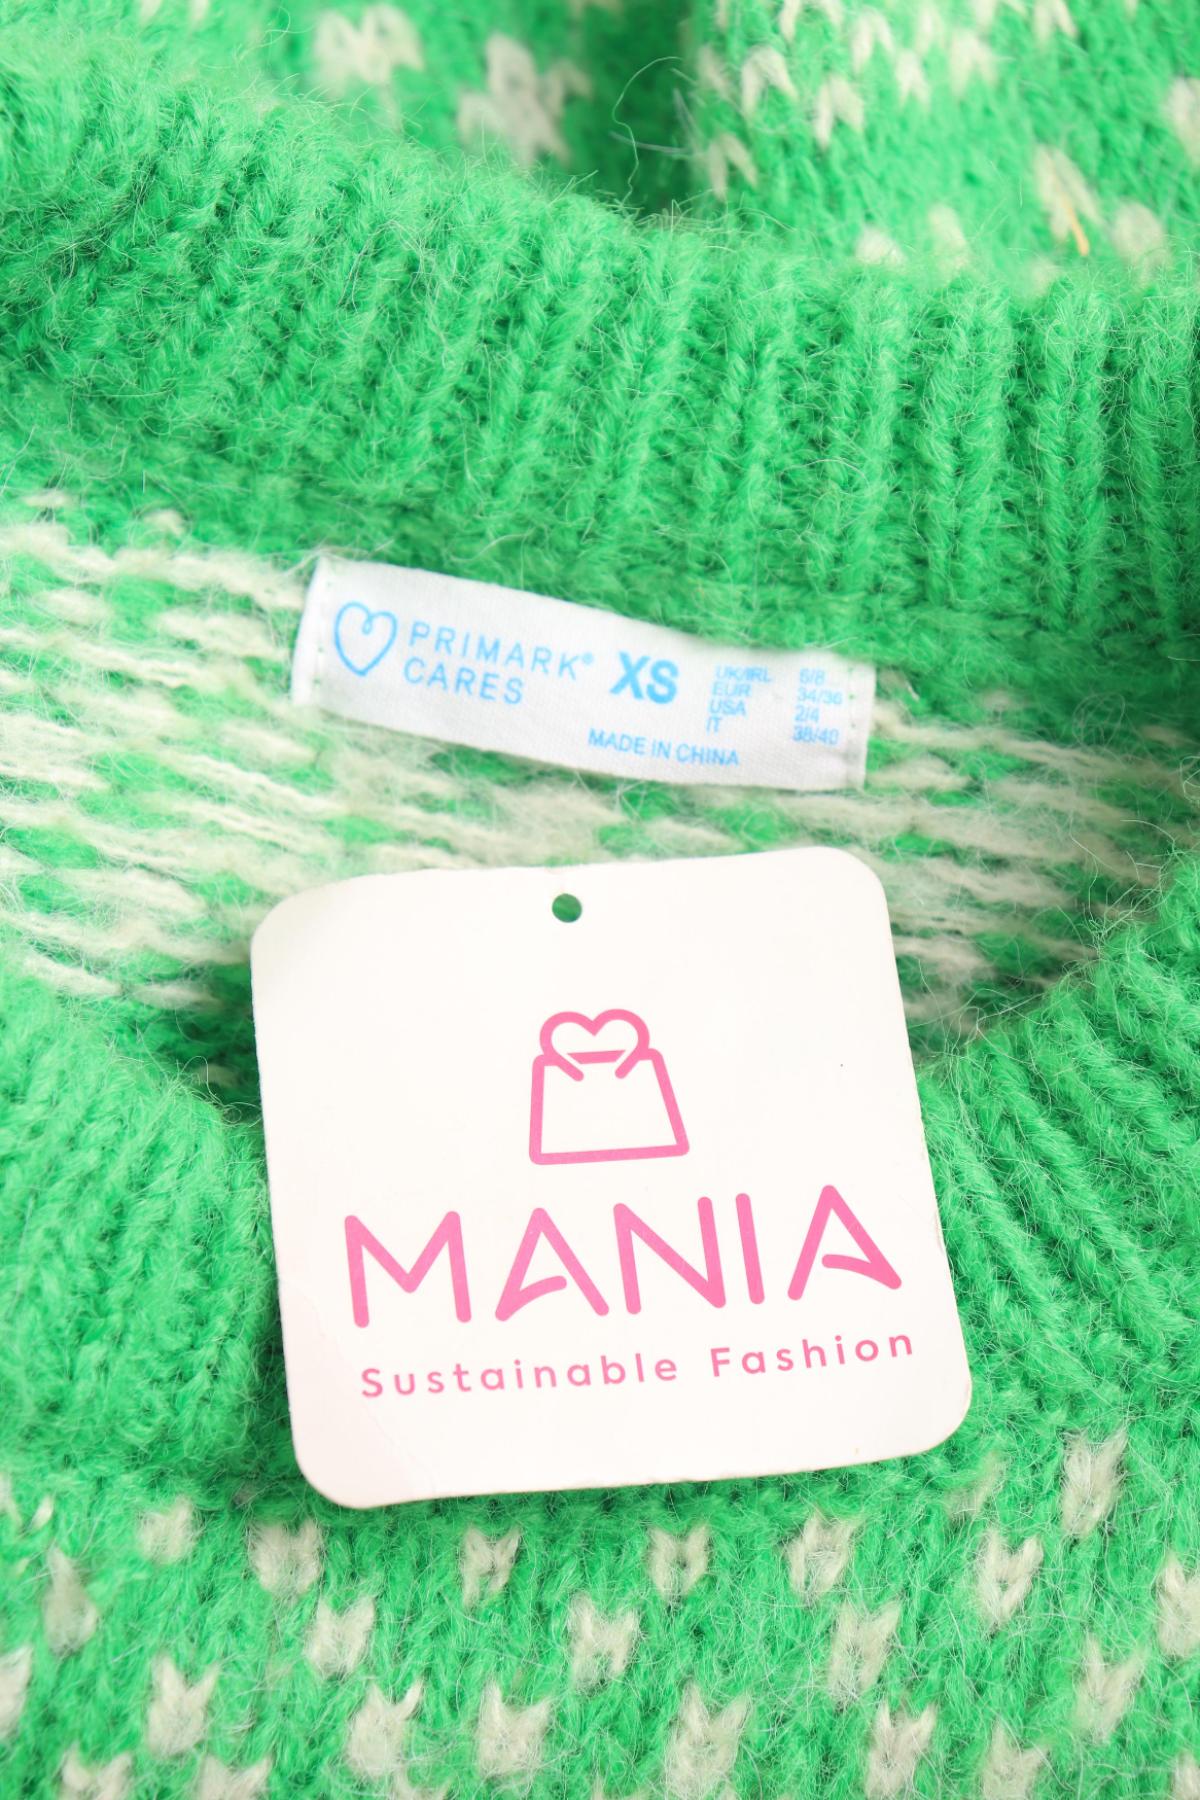 PRIMARK®
CARES
XS
UK/IRL 6/8
EUR 34/36
USA 2/4
IT 38/40
MADE IN CHINA
MANIA
Sustainable Fashion